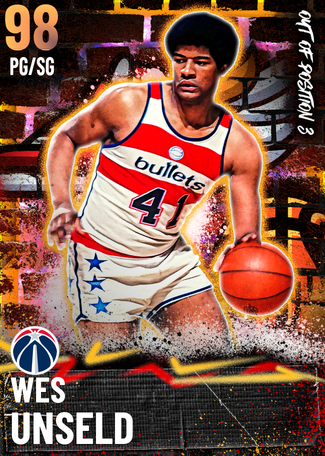 98
PG/SG
OUT OF POSITION 3
bullets
41
WES
UNSELD